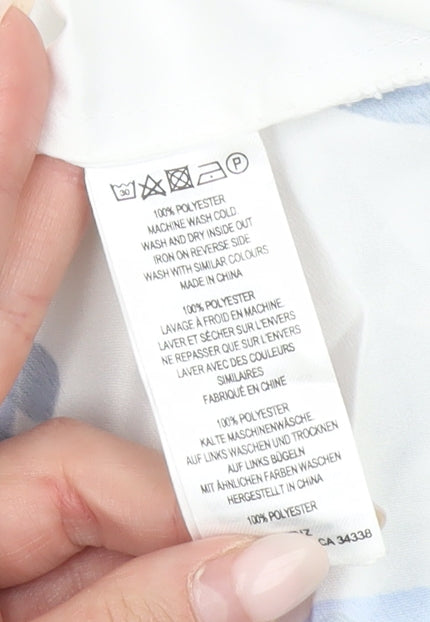 30 P
100% POLYESTER
MACHINE WASH COLD
WASH AND DRY INSIDE OUT
IRON ON REVERSE SIDE
WASH WITH SIMILAR COLOURS
MADE IN CHINA
100% POLYESTER
LAVAGE À FROID EN MACHINE.
LAVER ET SÉCHER SUR L'ENVERS
NE REPASSER QUE SUR L'ENVERS
LAVER AVEC DES COULEURS
SIMILAIRES
FABRIQUÉ EN CHINE
100% POLYESTER
KALTE MASCHINENWÄSCHE.
AUF LINKS WASCHEN UND TROCKNEN
AUF LINKS BÜGELN
MIT ÄHNLICHEN FARBEN WASCHEN
HERGESTELLT IN CHINA
100% POLYESTER
CA 34338